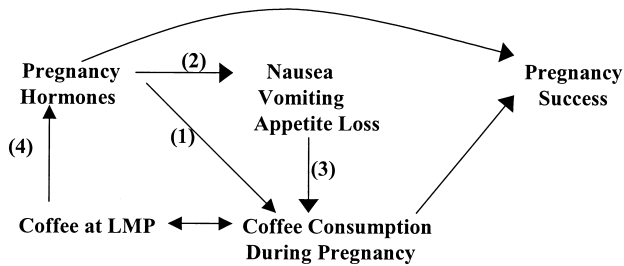 (2)
Pregnancy
Hormones
Nausea
Vomiting
Appetite Loss
Pregnancy
Success
(4)
(1)
(3)
Coffee at LMP
Coffee Consumption
During Pregnancy